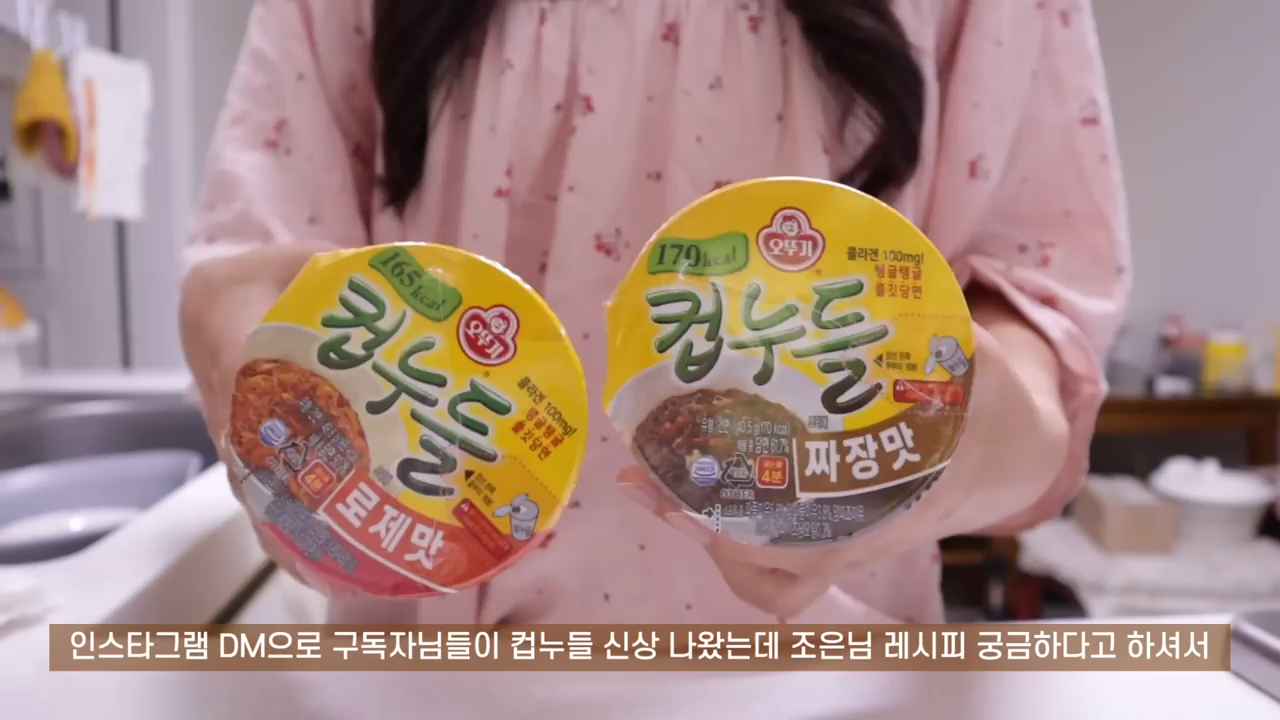 165kcal
오뚜기
컵누들
콜라겐 100mg!
탱글탱글
쫄깃당면
로제맛
170kcal
오뚜기
콜라겐 100mg!
탱글탱글
쫄깃당면
컵누들
당면 61.7%
4분
짜장맛
인스타그램 DM으로 구독자님들이 컵누들 신상 나왔는데 조은님 레시피 궁금하다고 하셔서